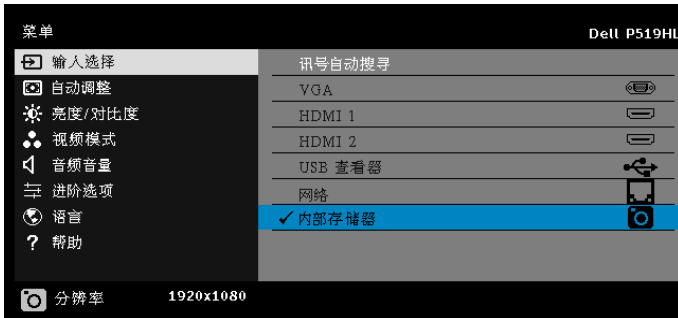 菜单
Dell P519HL
输入选择
自动调整
亮度/对比度
视频模式
音频音量
进阶选项
语言
? 帮助
讯号自动搜寻
VGA
HDMI 1
HDMI 2
USB 查看器
网络
✓ 内部存储器
分辨率 1920x1080